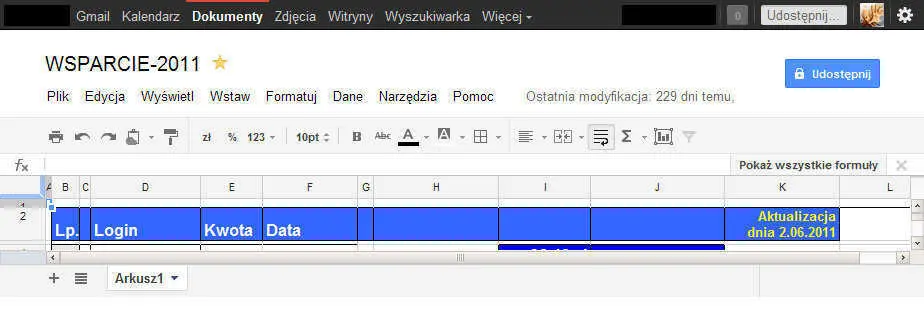 Gmail Kalendarz Dokumenty Zdjęcia Witryny Wyszukiwarka Więcej 0 Udostępnij...
WSPARCIE-2011
Udostępnij
Plik Edycja Wyświetl Wstaw Formatuj Dane Narzędzia Pomoc Ostatnia modyfikacja: 229 dni temu,
zł % 123 10pt B Abc A A Σ
fx Pokaż wszystkie formuły
A B C D E F G H I J K L
1
2 Lp. Login Kwota Data Aktualizacja
dnia 2.06.2011
Arkusz1